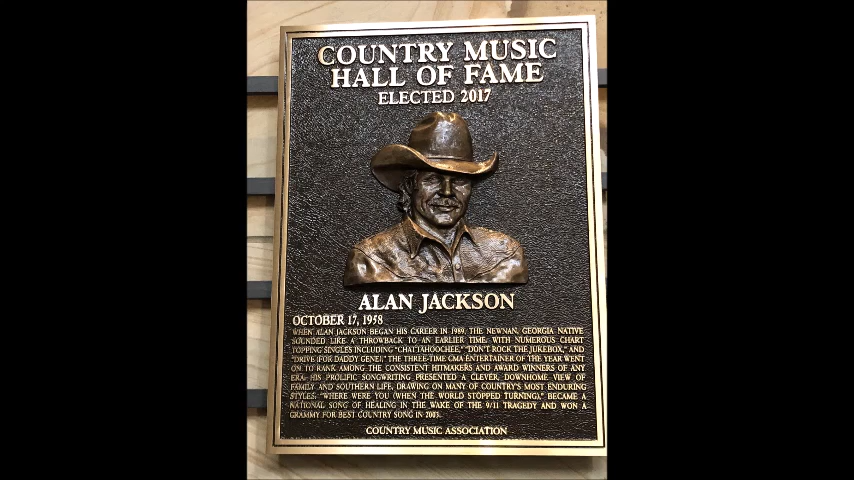 COUNTRY MUSIC
HALL OF FAME
ELECTED 2017
ALAN JACKSON
OCTOBER 17, 1958
WHEN ALAN JACKSON BEGAN HIS CAREER IN 1989, THE NEWNAN, GEORGIA NATIVE
SOUNDED LIKE A THROWBACK TO AN EARLIER TIME. WITH NUMEROUS CHART
TOPPING SINGLES INCLUDING "CHATTAHOOCHEE," "DON'T ROCK THE JUKEBOX," AND
"DRIVE (FOR DADDY GENE)," THE THREE-TIME CMA ENTERTAINER OF THE YEAR WENT
ON TO RANK AMONG THE CONSISTENT HITMAKERS AND AWARD WINNERS OF ANY
ERA. HIS PROLIFIC SONGWRITING PRESENTED A CLEVER, DOWNHOME VIEW OF
FAMILY AND SOUTHERN LIFE, DRAWING ON MANY OF COUNTRY'S MOST ENDURING
STYLES. "WHERE WERE YOU (WHEN THE WORLD STOPPED TURNING)," BECAME A
NATIONAL SONG OF HEALING IN THE WAKE OF THE 9/11 TRAGEDY AND WON A
GRAMMY FOR BEST COUNTRY SONG IN 2003.
COUNTRY MUSIC ASSOCIATION